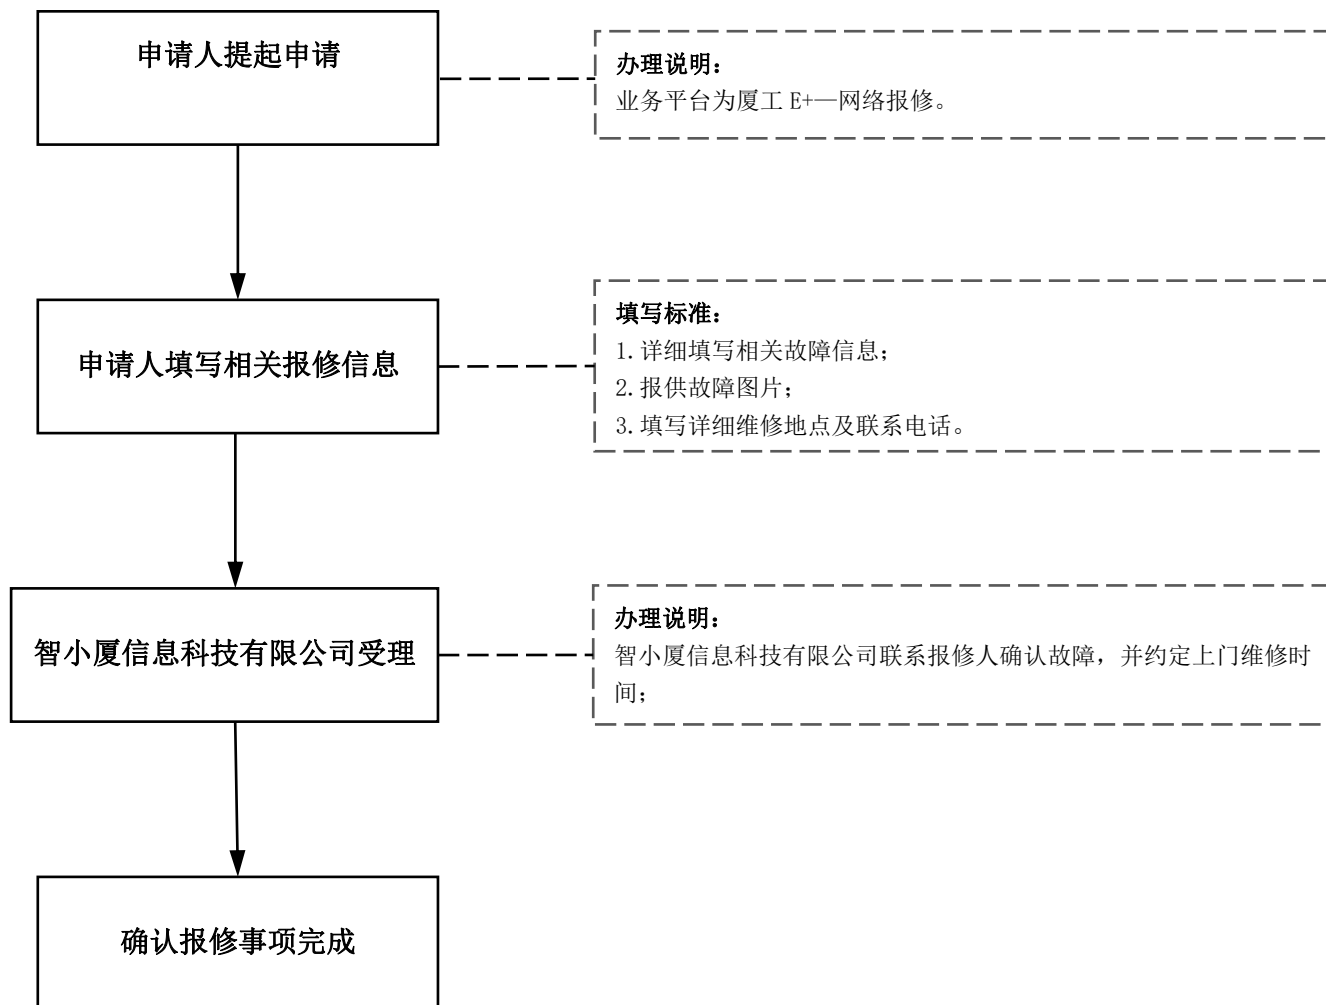 申请人提起申请
办理说明：
业务平台为厦工 E+—网络报修。
申请人填写相关报修信息
填写标准：
1.详细填写相关故障信息；
2.报供故障图片；
3.填写详细维修地点及联系电话。
智小厦信息科技有限公司受理
办理说明：
智小厦信息科技有限公司联系报修人确认故障，并约定上门维修时
间；
确认报修事项完成